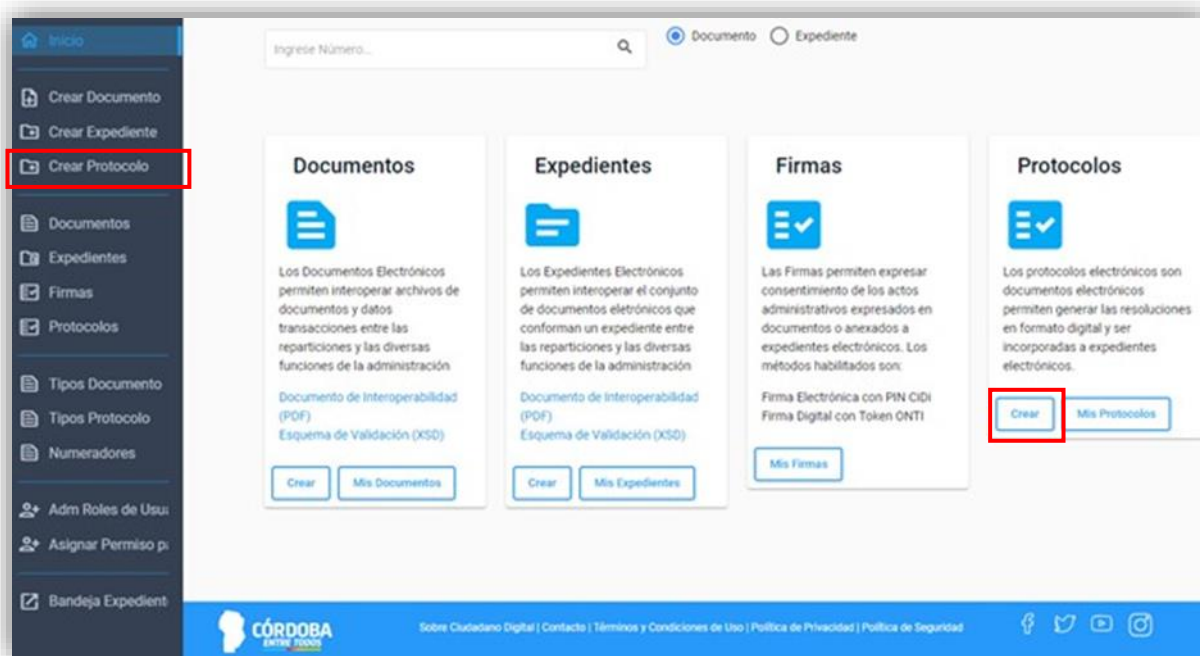 Inicio
Crear Documento
Crear Expediente
Crear Protocolo
Documentos
Expedientes
Firmas
Protocolos
Tipos Documento
Tipos Protocolo
Numeradores
Adm Roles de Usu
Asignar Permiso p
Bandeja Expedient
Ingrese Número...
Documento
Expediente
Documentos
Los Documentos Electrónicos
permiten interoperar archivos de
documentos y datos
transacciones entre las
reparticiones y las diversas
funciones de la administración
Documento de Interoperabilidad
(PDF)
Esquema de Validación (XSD)
Crear
Mis Documentos
Expedientes
Los Expedientes Electrónicos
permiten interoperar el conjunto
de documentos eletrónicos que
conforman un expediente entre
las reparticiones y las diversas
funciones de la administración
Documento de Interoperabilidad
(PDF)
Esquema de Validación (XSD)
Crear
Mis Expedientes
Firmas
Las Firmas permiten expresar
consentimiento de los actos
administrativos expresados en
documentos o anexados a
expedientes electrónicos. Los
métodos habilitados son:
Firma Electrónica con PIN CIDI
Firma Digital con Token ONTI
Mis Firmas
Protocolos
Los protocolos electrónicos son
documentos electrónicos
permiten generar las resoluciones
en formato digital y ser
incorporadas a expedientes
electrónicos.
Crear
Mis Protocolos
CÓRDOBA
ENTRE TODOS
Sobre Ciudadano Digital | Contacto | Términos y Condiciones de Uso | Política de Privacidad | Política de Seguridad